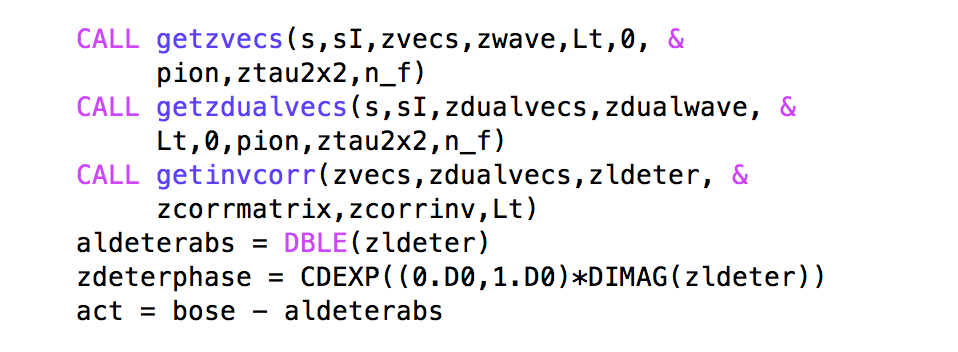 CALL getzvecs(s,sI,zvecs,zwave,Lt,0, &
pion,ztau2x2,n_f)
CALL getzdualvecs(s,sI,zdualvecs,zdualwave, &
Lt,0,pion,ztau2x2,n_f)
CALL getinvcorr(zvecs,zdualvecs,zldeter, &
zcorrmatrix,zcorrinv,Lt)
aldeterabs = DBLE(zldeter)
zdeterphase = CDEXP((0.D0,1.D0)*DIMAG(zldeter))
act = bose - aldeterabs